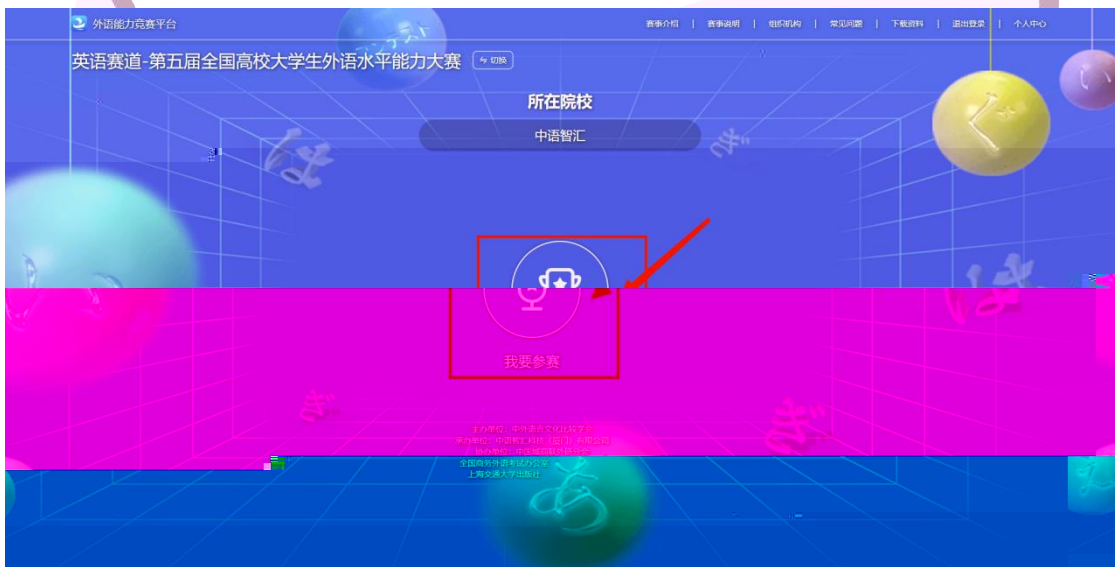 外语能力竞赛平台
赛事介绍 | 赛事说明 | 组织机构 | 常见问题 | 下载资料 | 退出登录 | 个人中心
英语赛道-第五届全国高校大学生外语水平能力大赛 切换
所在院校
中语智汇
我要参赛
主办单位：中外语言文化比较学会
承办单位：中语智汇科技（厦门）有限公司
全国商务外语考试办公室
上海交通大学出版社